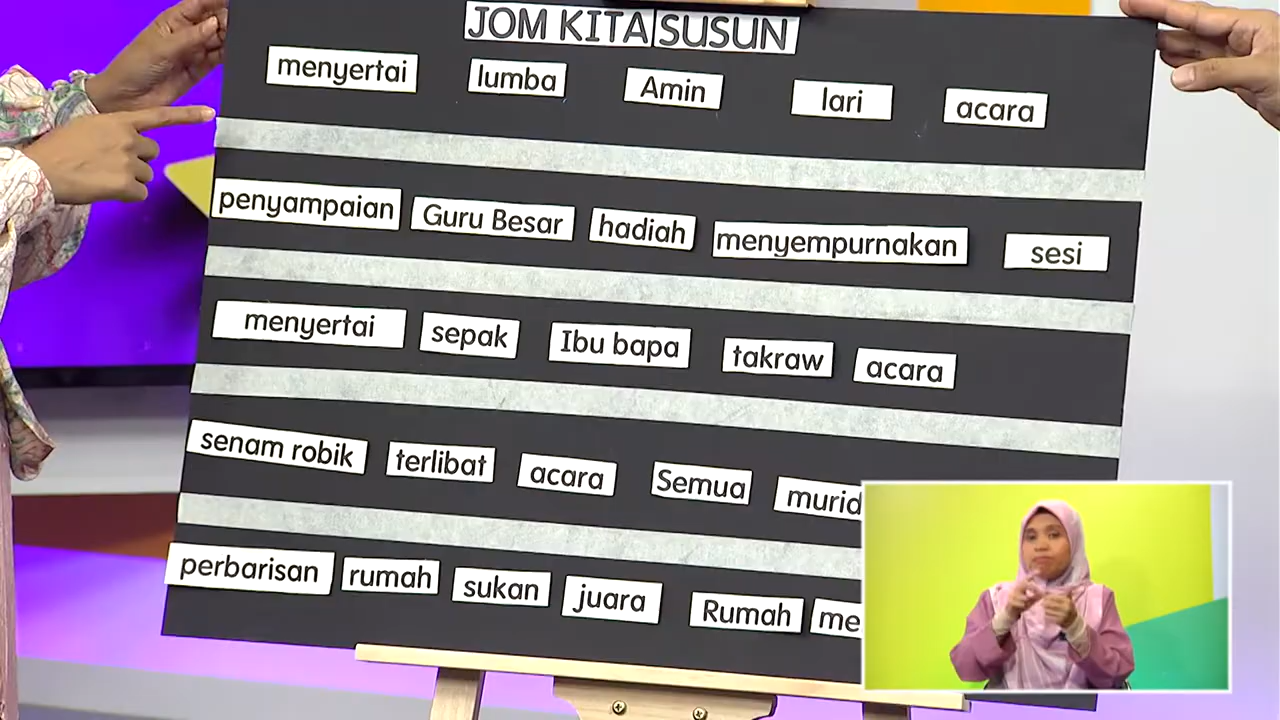 JOM KITA SUSUN
menyertai lumba Amin lari acara
penyampaian Guru Besar hadiah menyempurnakan sesi
menyertai sepak Ibu bapa takraw acara
senam robik terlibat acara Semua murid
perbarisan rumah sukan juara Rumah me